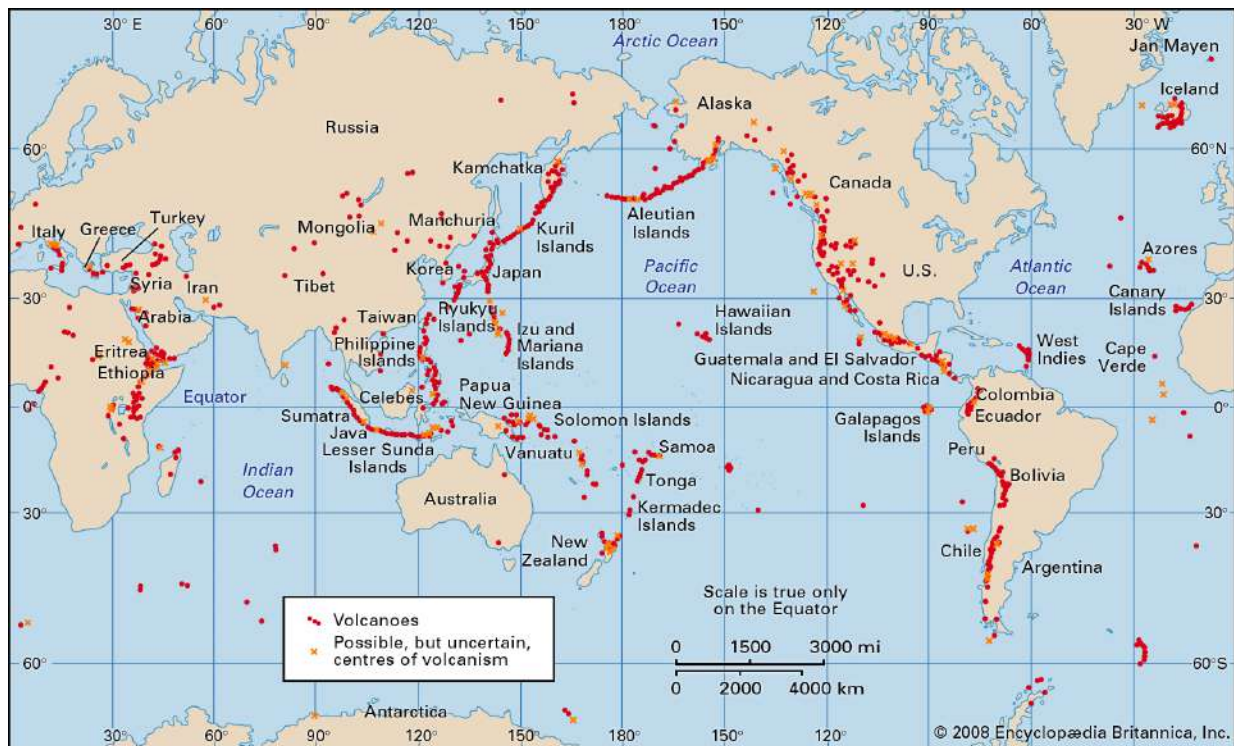 30° E
60°
90°
120°
150°
180°
150°
120°
90°
60°
30° W
Arctic Ocean
Jan Mayen
Iceland
Alaska
Russia
60°
60°N
Kamchatka
Canada
Turkey
Greece
Italy
Mongolia
Manchuria
Kuril
Islands
Aleutian
Islands
Azores
Korea
Japan
Pacific
Ocean
U.S.
Atlantic
Ocean
Syria
Iran
Tibet
30°
30°
Canary
Islands
Arabia
Taiwan
Ryukyu
Islands
Hawaiian
Islands
Izu and
Mariana
Islands
Philippine
Islands
West
Indies
Cape
Verde
Eritrea
Ethiopia
Guatemala and El Salvador
Nicaragua and Costa Rica
Equator
Celebes
Papua
New Guinea
Colombia
Ecuador
0°
0°
Sumatra
Solomon Islands
Galapagos
Islands
Java
Lesser Sunda
Islands
Vanuatu
Samoa
Peru
Bolivia
Indian
Ocean
Tonga
Australia
Kermadec
Islands
30°
30°
New
Zealand
Chile
Argentina
Scale is true only
on the Equator
Volcanoes
Possible, but uncertain,
centres of volcanism
0 1500 3000 mi
0 2000 4000 km
60°
60°S
Antarctica
30°
60°
90°
120°
150°
180°
150°
120°
90°
60°
30°
© 2008 Encyclopædia Britannica, Inc.